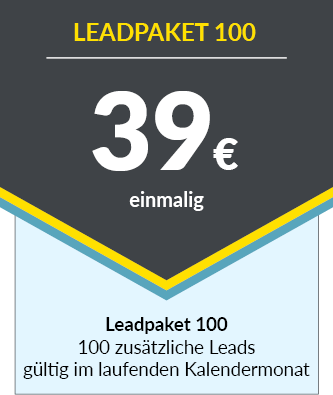 LEADPAKET 100
39€
einmalig
Leadpaket 100
100 zusätzliche Leads
gültig im laufenden Kalendermonat